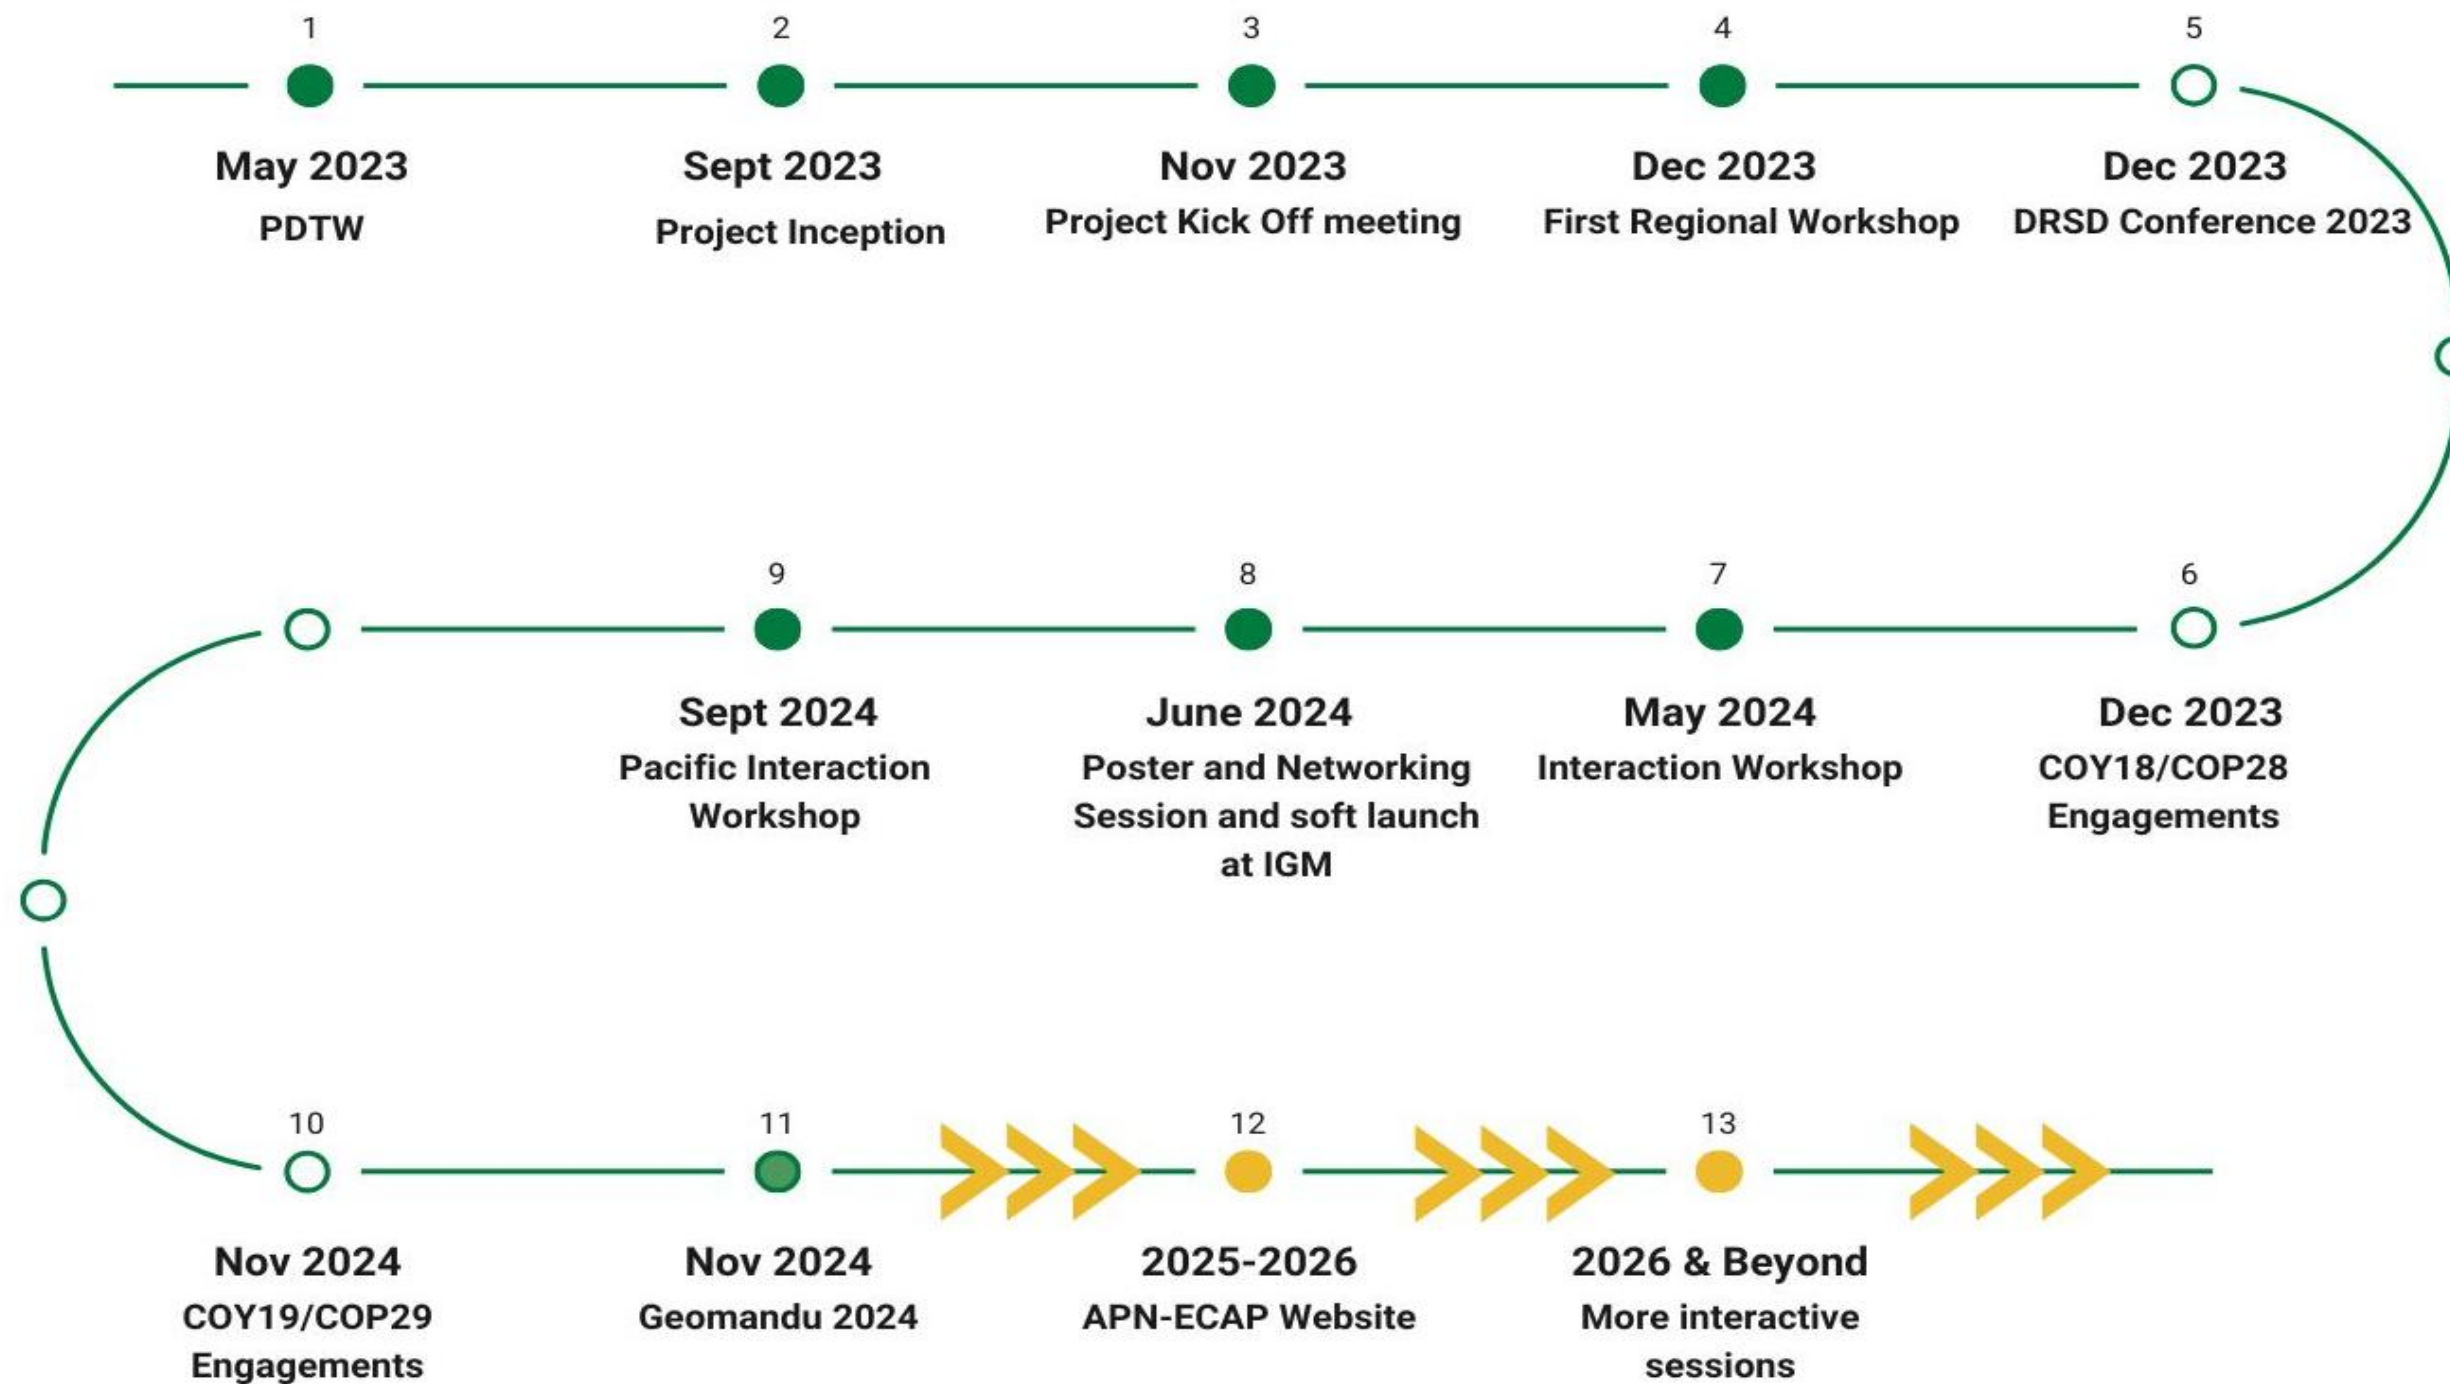 1
May 2023
PDTW
2
Sept 2023
Project Inception
3
Nov 2023
Project Kick Off meeting
4
Dec 2023
First Regional Workshop
5
Dec 2023
DRSD Conference 2023
6
Dec 2023
COY18/COP28
Engagements
7
May 2024
Interaction Workshop
8
June 2024
Poster and Networking
Session and soft launch
at IGM
9
Sept 2024
Pacific Interaction
Workshop
10
Nov 2024
COY19/COP29
Engagements
11
Nov 2024
Geomandu 2024
12
2025-2026
APN-ECAP Website
13
2026 & Beyond
More interactive
sessions